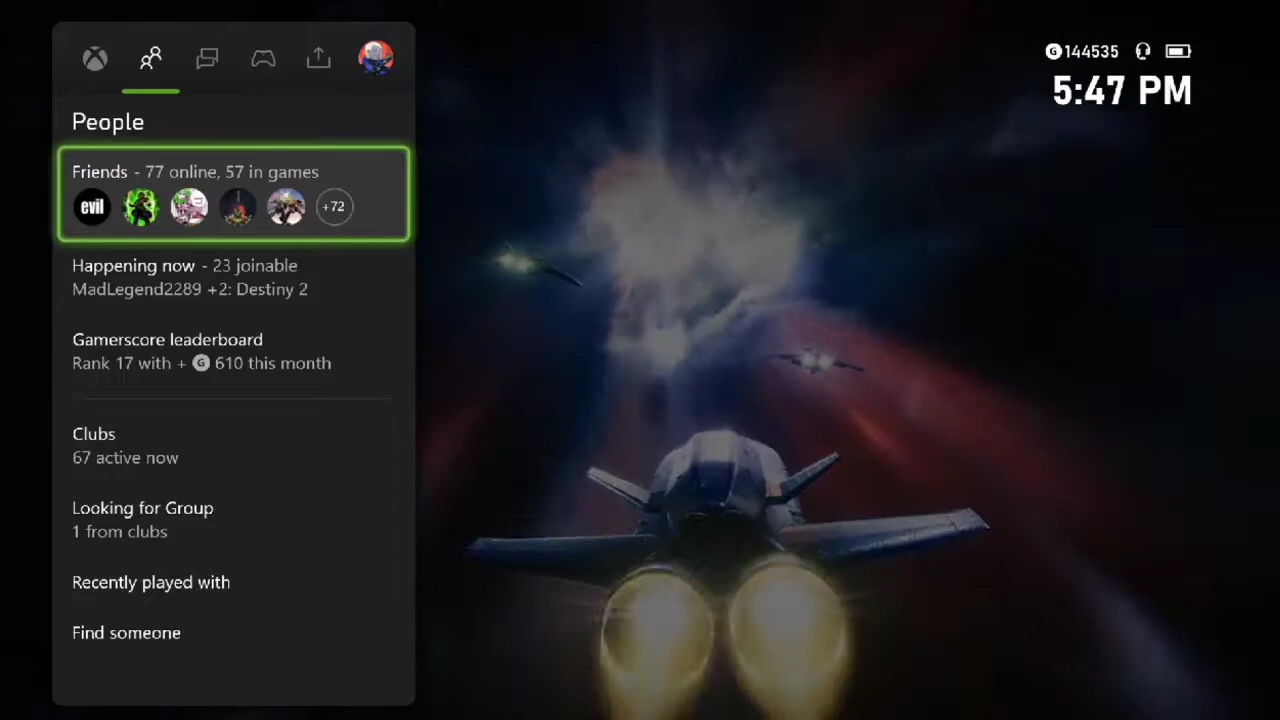 G 144535
5:47 PM
People
Friends - 77 online, 57 in games
evil
+72
Happening now - 23 joinable
MadLegend2289 +2: Destiny 2
Gamerscore leaderboard
Rank 17 with + G 610 this month
Clubs
67 active now
Looking for Group
1 from clubs
Recently played with
Find someone